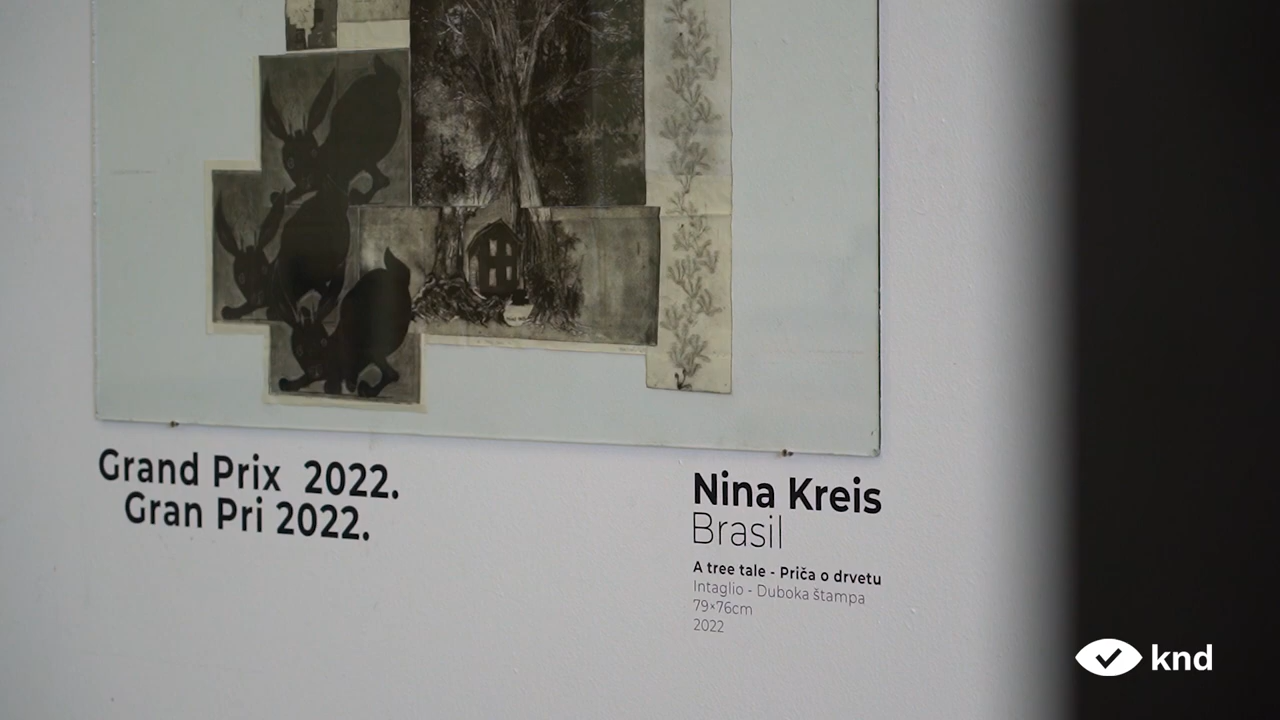 Grand Prix 2022.
Gran Pri 2022.
Nina Kreis
Brasil
A tree tale - Priča o drvetu
Intaglio - Duboka štampa
79×76cm
2022
knd